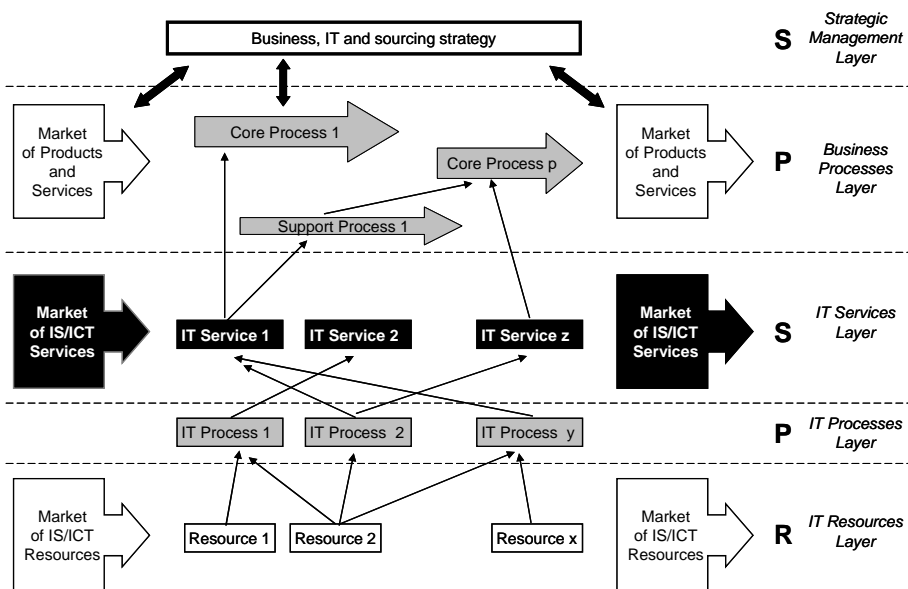 Business, IT and sourcing strategy
S
Strategic
Management
Layer
Market
of Products
and
Services
Core Process 1
Core Process p
Support Process 1
Market
of Products
and
Services
P
Business
Processes
Layer
Market
of IS/ICT
Services
IT Service 1
IT Service 2
IT Service z
Market
of IS/ICT
Services
S
IT Services
Layer
IT Process 1
IT Process 2
IT Process y
P
IT Processes
Layer
Market
of IS/ICT
Resources
Resource 1
Resource 2
Resource x
Market
of IS/ICT
Resources
R
IT Resources
Layer